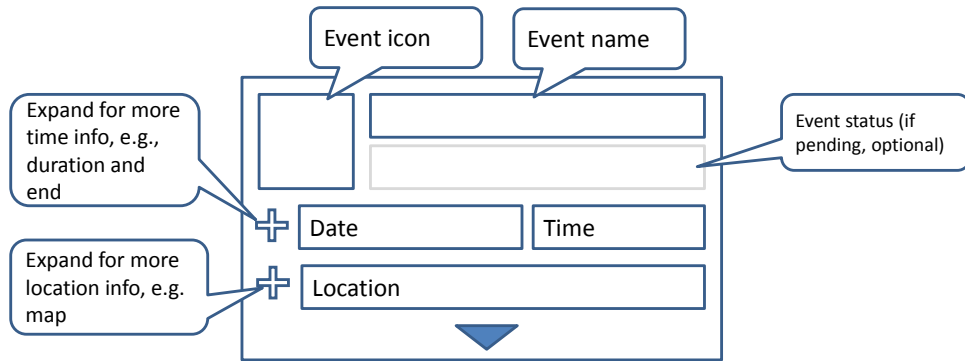 Event icon
Event name
Expand for more
time info, e.g.,
duration and
end
Event status (if
pending, optional)
Date
Time
Expand for more
location info, e.g.
map
Location